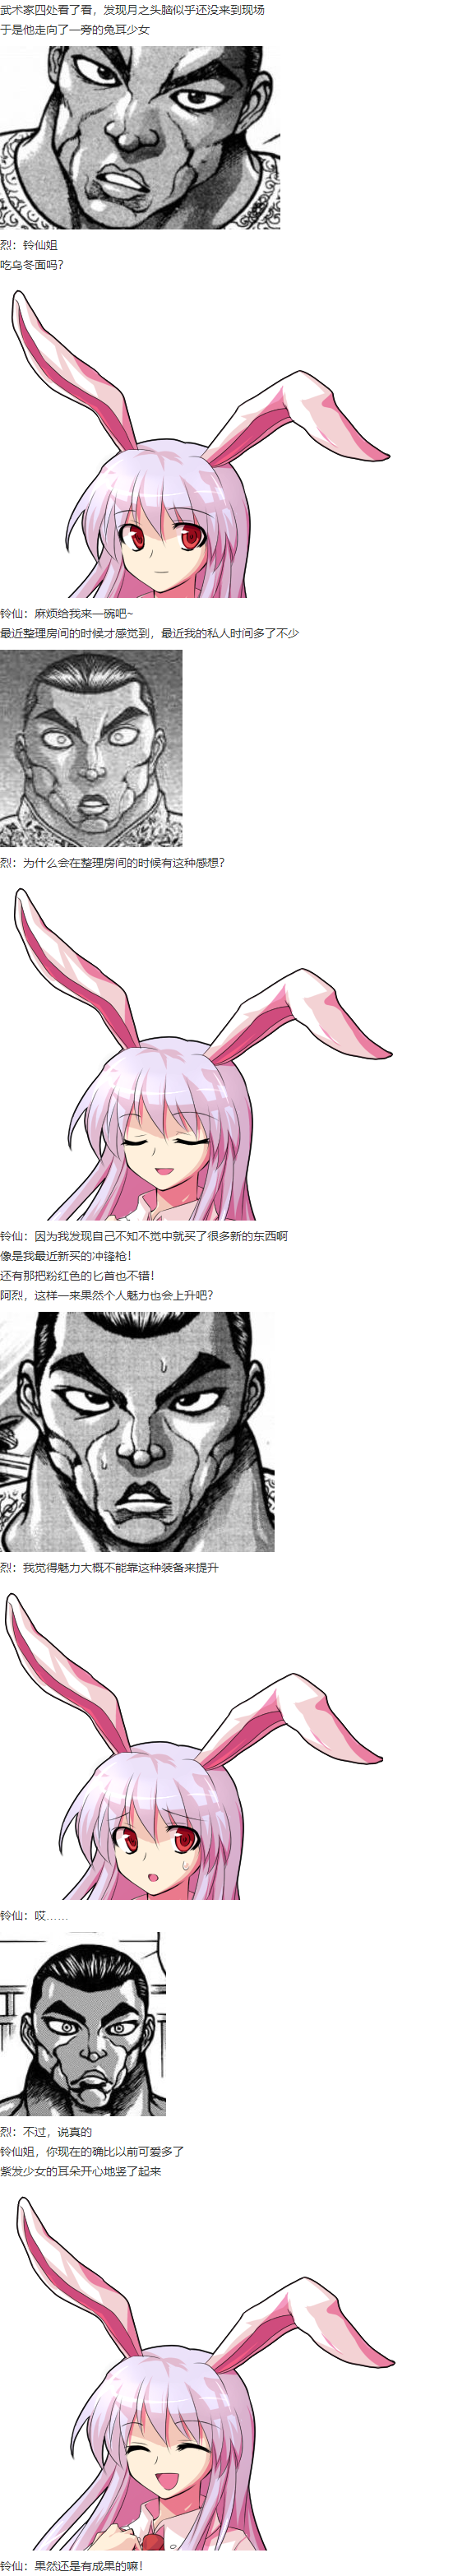 武术家四处看了看，发现月之头脑似乎还没来到现场
于是他走向了一旁的兔耳少女
烈：铃仙姐
吃乌冬面吗？
铃仙：麻烦给我来一碗吧~
最近整理房间的时候才感觉到，最近我的私人时间多了不少
烈：为什么会在整理房间的时候有这种感想？
铃仙：因为我发现自己不知不觉中就买了很多新的东西啊
像是我最近新买的冲锋枪！
还有那把粉红色的匕首也不错！
阿烈，这样一来果然个人魅力也会上升吧？
烈：我觉得魅力大概不能靠这种装备来提升
铃仙：哎……
烈：不过，说真的
铃仙姐，你现在的确比以前可爱多了
紫发少女的耳朵开心地竖了起来
铃仙：果然还是有成果的嘛！